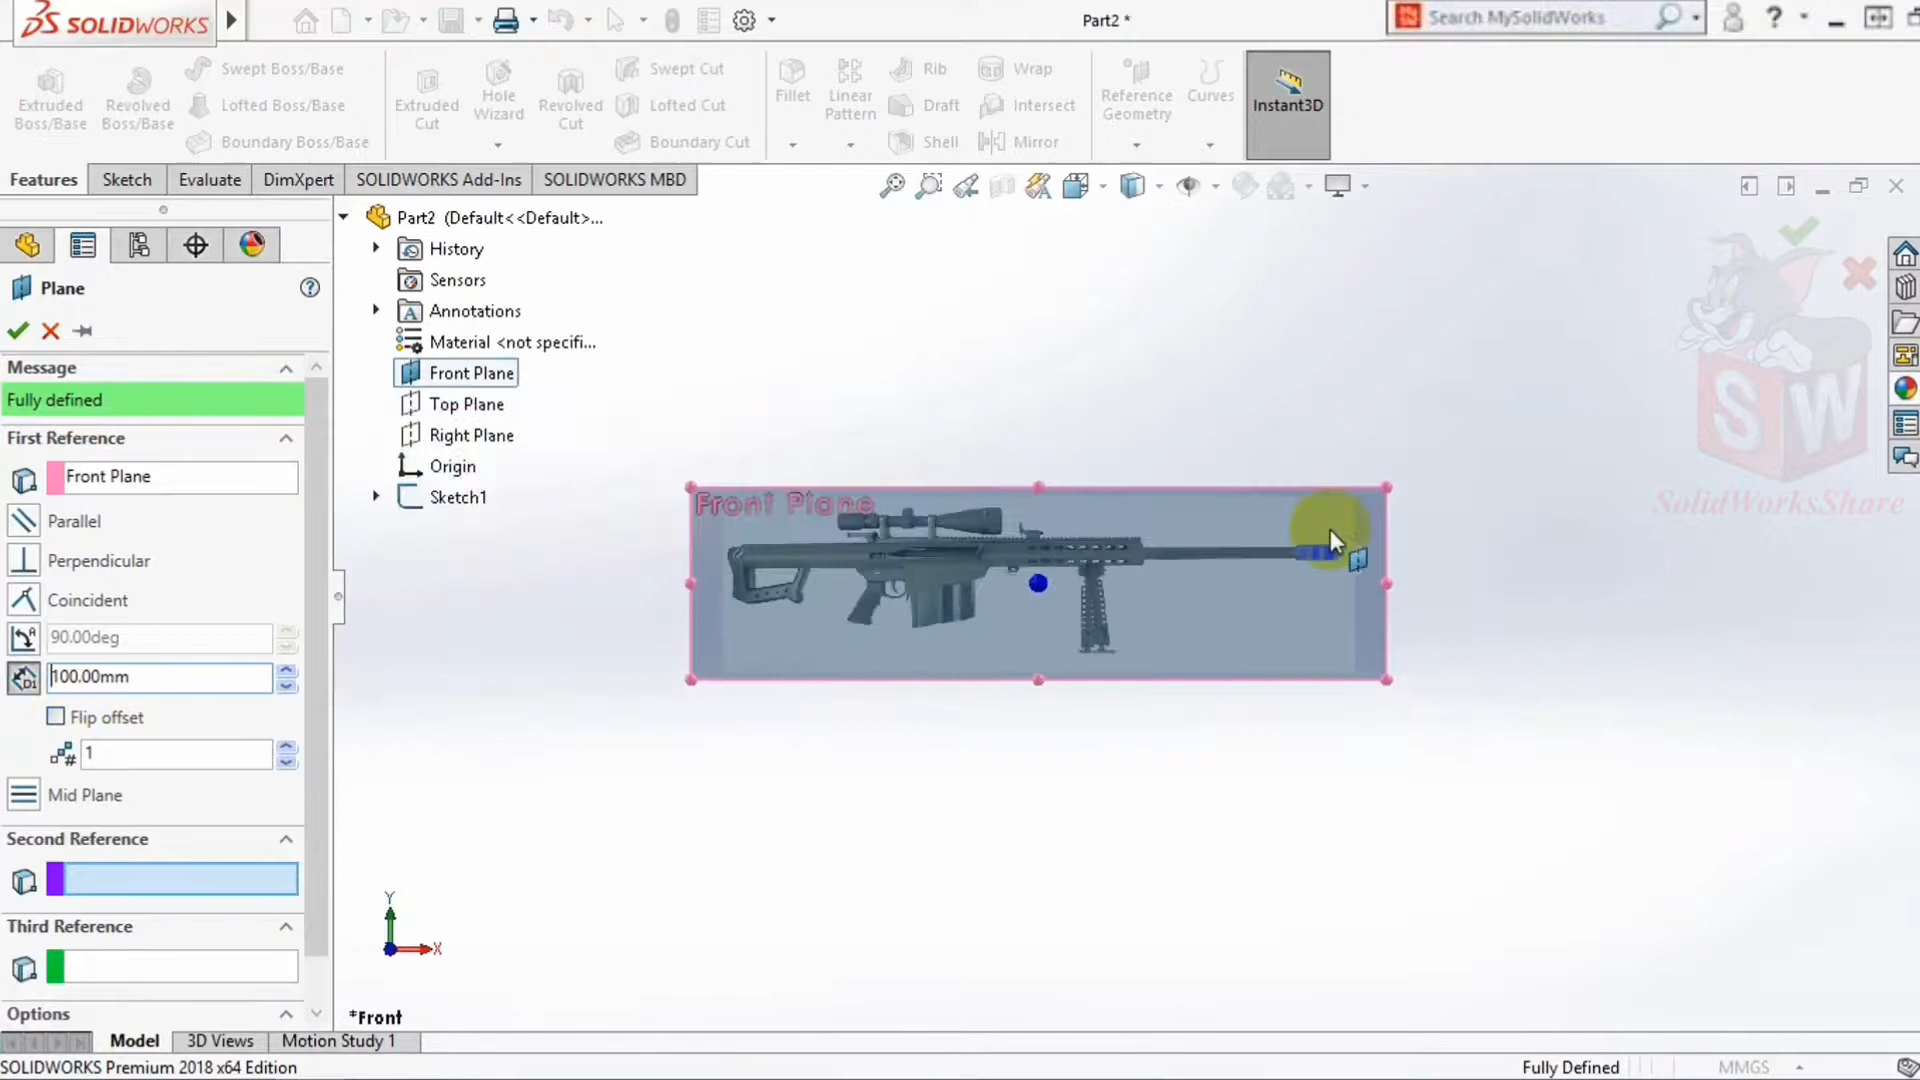 SOLIDWORKS
Part2 *
Search MySolidWorks
?
Extruded Boss/Base
Revolved Boss/Base
Swept Boss/Base
Lofted Boss/Base
Boundary Boss/Base
Extruded Cut
Hole Wizard
Revolved Cut
Swept Cut
Lofted Cut
Boundary Cut
Fillet
Linear Pattern
Rib
Draft
Shell
Wrap
Intersect
Mirror
Reference Geometry
Curves
Instant3D
Features
Sketch
Evaluate
DimXpert
SOLIDWORKS Add-Ins
SOLIDWORKS MBD
Plane
?
Message
Fully defined
First Reference
Front Plane
Parallel
Perpendicular
Coincident
90.00deg
100.00mm
Flip offset
1
Mid Plane
Second Reference
Third Reference
Options
Part2 (Default<<Default>...
History
Sensors
Annotations
Material <not specifi...
Front Plane
Top Plane
Right Plane
Origin
Sketch1
Front Plane
S W
SolidWorksShare
Y
X
*Front
Model
3D Views
Motion Study 1
SOLIDWORKS Premium 2018 x64 Edition
Fully Defined
MMGS